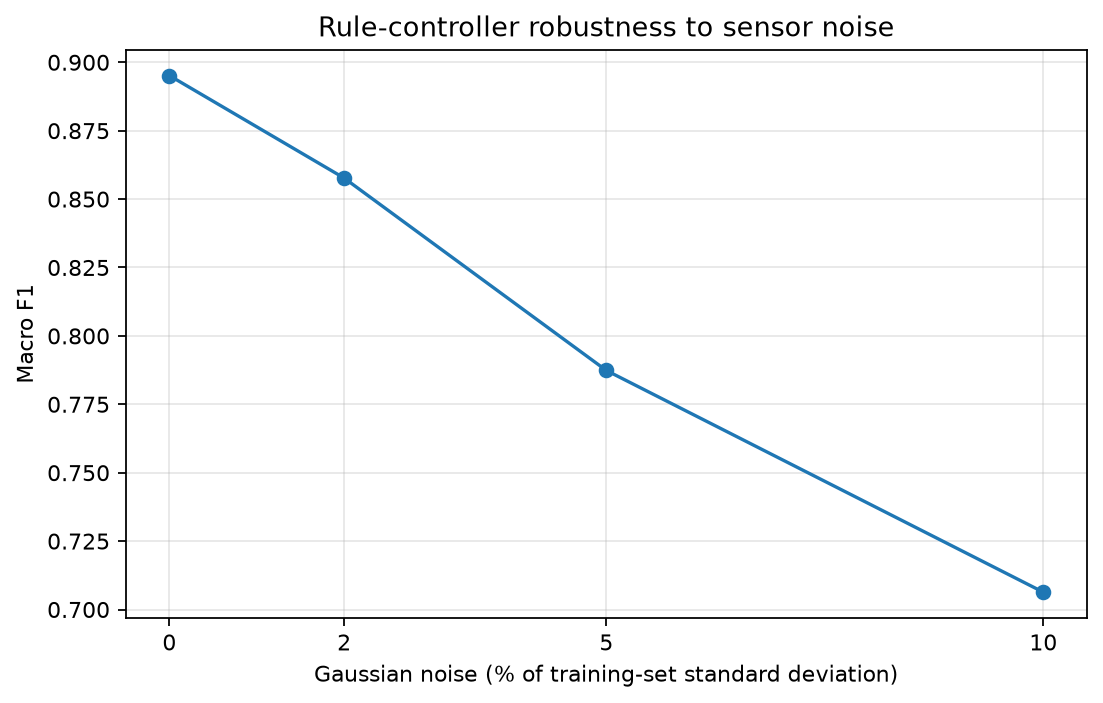 Rule-controller robustness to sensor noise
0.900
0.875
0.850
0.825
0.800
0.775
0.750
0.725
0.700
Macro F1
0 2 5 10
Gaussian noise (% of training-set standard deviation)